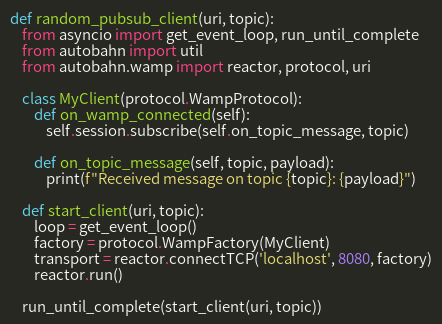 def random_pubsub_client(uri, topic):
    from asyncio import get_event_loop, run_until_complete
    from autobahn import util
    from autobahn.wamp import reactor, protocol, uri

    class MyClient(protocol.WampProtocol):
        def on_wamp_connected(self):
            self.session.subscribe(self.on_topic_message, topic)

        def on_topic_message(self, topic, payload):
            print(f"Received message on topic {topic}: {payload}")

    def start_client(uri, topic):
        loop = get_event_loop()
        factory = protocol.WampFactory(MyClient)
        transport = reactor.connectTCP('localhost', 8080, factory)
        reactor.run()

    run_until_complete(start_client(uri, topic))